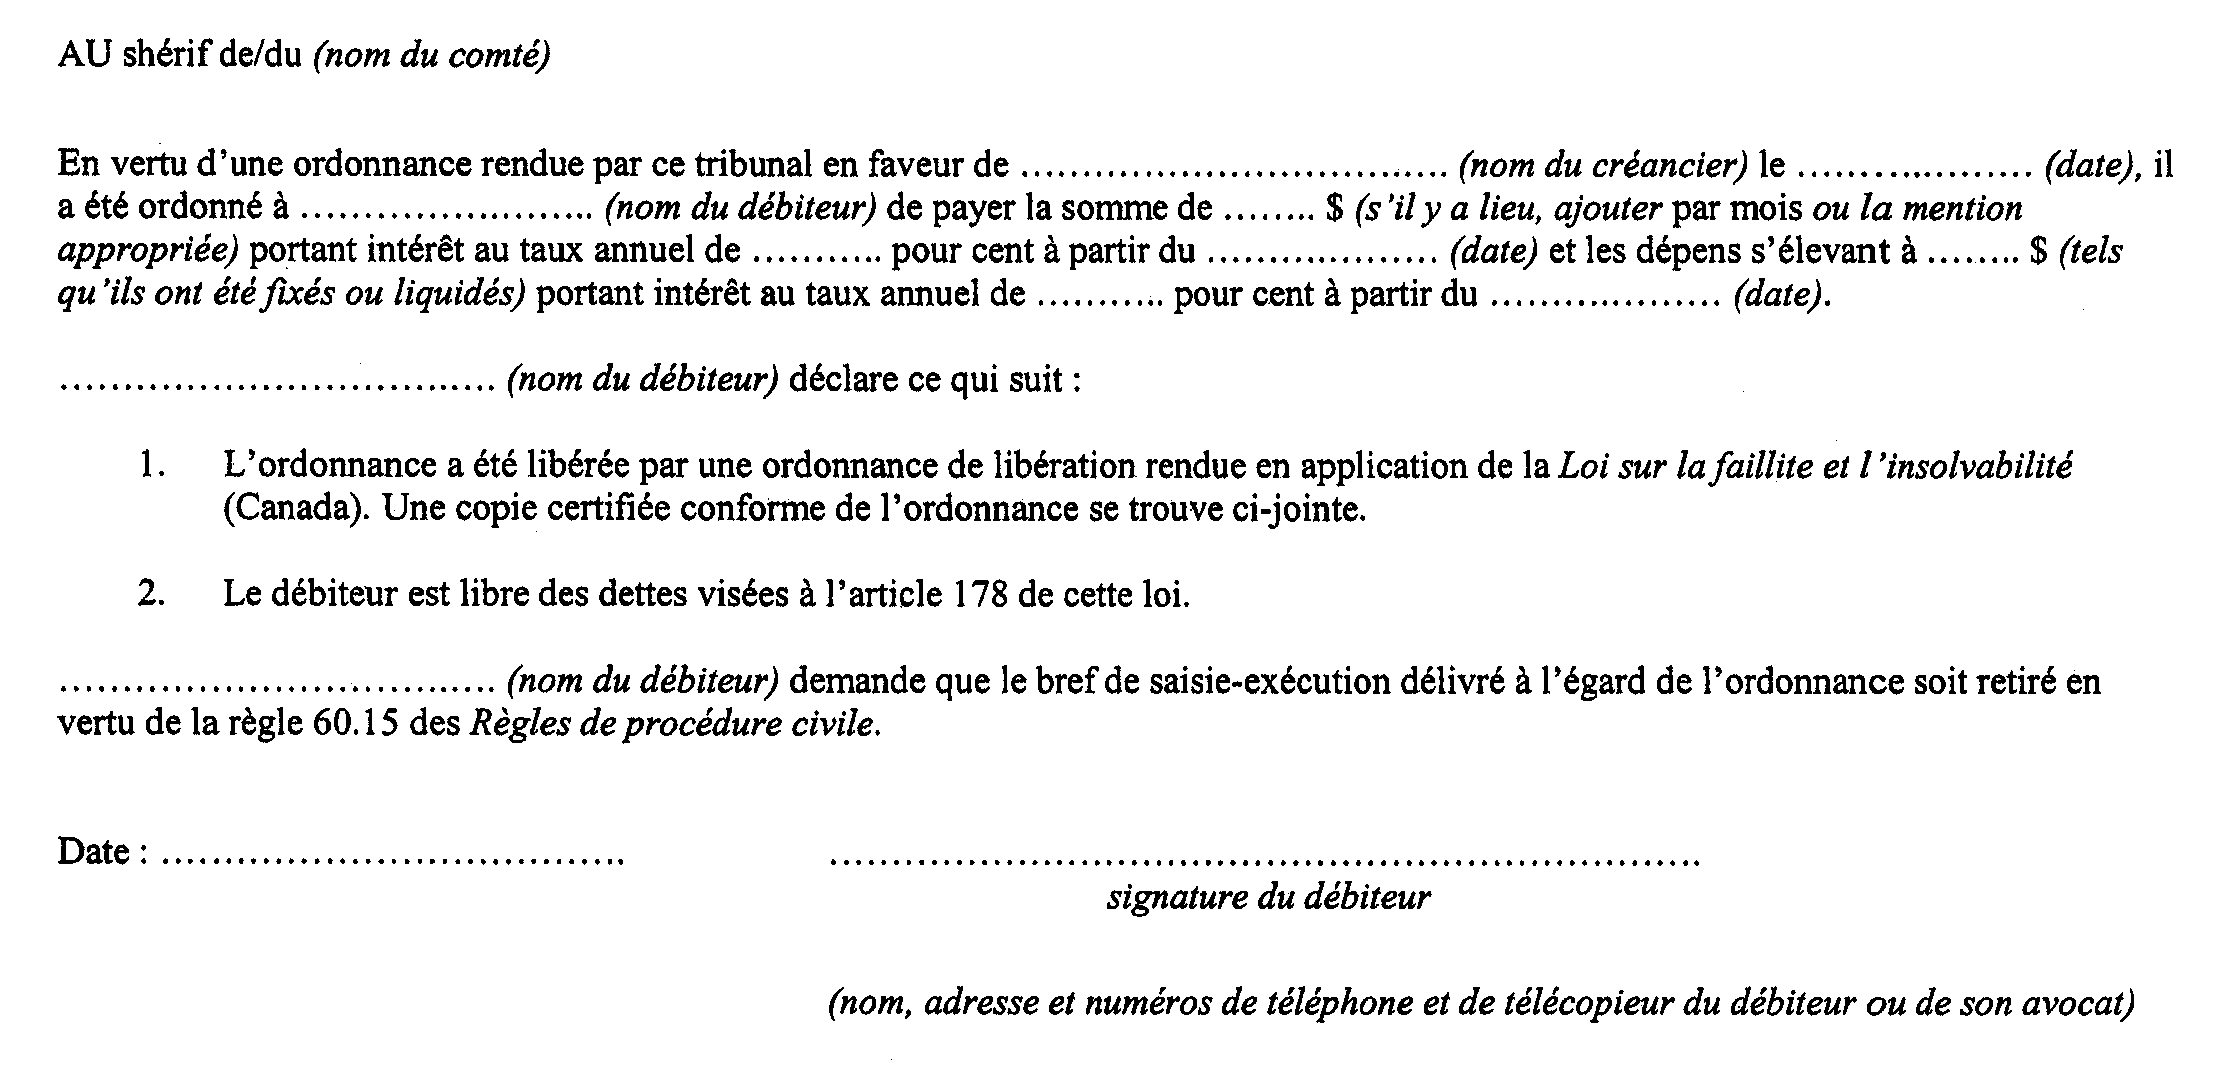 AU shérif de/du (nom du comté)
En vertu d’une ordonnance rendue par ce tribunal en faveur de .................................. (nom du créancier) le ................... (date), il
a été ordonné à ....................... (nom du débiteur) de payer la somme de ........ $ (s’il y a lieu, ajouter par mois ou la mention
appropriée) portant intérêt au taux annuel de ........... pour cent à partir du ................... (date) et les dépens s’élevant à ........ $ (tels
qu’ils ont été fixés ou liquidés) portant intérêt au taux annuel de ........... pour cent à partir du ................... (date).
................................... (nom du débiteur) déclare ce qui suit :
1. L’ordonnance a été libérée par une ordonnance de libération rendue en application de la Loi sur la faillite et l’insolvabilité
(Canada). Une copie certifiée conforme de l’ordonnance se trouve ci-jointe.
2. Le débiteur est libre des dettes visées à l’article 178 de cette loi.
................................... (nom du débiteur) demande que le bref de saisie-exécution délivré à l’égard de l’ordonnance soit retiré en
vertu de la règle 60.15 des Règles de procédure civile.
Date : ..................................... ......................................................................
signature du débiteur
(nom, adresse et numéros de téléphone et de télécopieur du débiteur ou de son avocat)